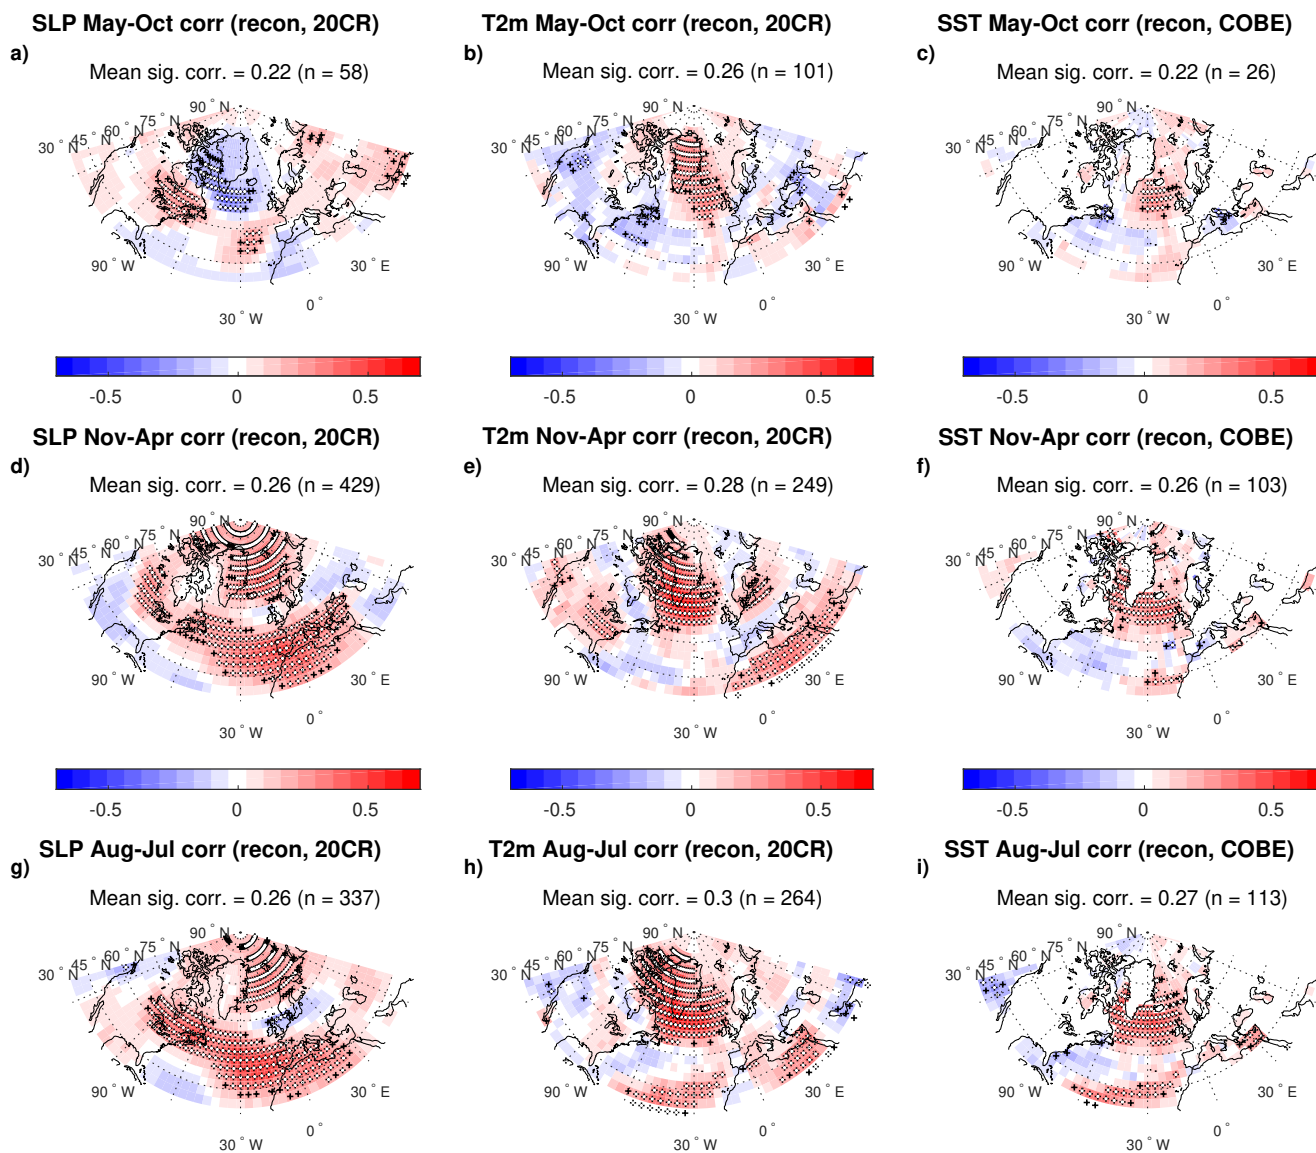 SLP May-Oct corr (recon, 20CR)
a)
Mean sig. corr. = 0.22 (n = 58)
90° N
75° N
60° N
45° N
30° N
90° W
30° E
0°
30° W
-0.5 0 0.5
T2m May-Oct corr (recon, 20CR)
b)
Mean sig. corr. = 0.26 (n = 101)
90° N
75° N
60° N
45° N
30° N
90° W
30° E
0°
30° W
-0.5 0 0.5
SST May-Oct corr (recon, COBE)
c)
Mean sig. corr. = 0.22 (n = 26)
90° N
75° N
60° N
45° N
30° N
90° W
30° E
0°
30° W
-0.5 0 0.5
SLP Nov-Apr corr (recon, 20CR)
d)
Mean sig. corr. = 0.26 (n = 429)
90° N
75° N
60° N
45° N
30° N
90° W
30° E
0°
30° W
-0.5 0 0.5
T2m Nov-Apr corr (recon, 20CR)
e)
Mean sig. corr. = 0.28 (n = 249)
90° N
75° N
60° N
45° N
30° N
90° W
30° E
0°
30° W
-0.5 0 0.5
SST Nov-Apr corr (recon, COBE)
f)
Mean sig. corr. = 0.26 (n = 103)
90° N
75° N
60° N
45° N
30° N
90° W
30° E
0°
30° W
-0.5 0 0.5
SLP Aug-Jul corr (recon, 20CR)
g)
Mean sig. corr. = 0.26 (n = 337)
90° N
75° N
60° N
45° N
30° N
90° W
30° E
0°
30° W
T2m Aug-Jul corr (recon, 20CR)
h)
Mean sig. corr. = 0.3 (n = 264)
90° N
75° N
60° N
45° N
30° N
90° W
30° E
0°
30° W
SST Aug-Jul corr (recon, COBE)
i)
Mean sig. corr. = 0.27 (n = 113)
90° N
75° N
60° N
45° N
30° N
90° W
30° E
0°
30° W